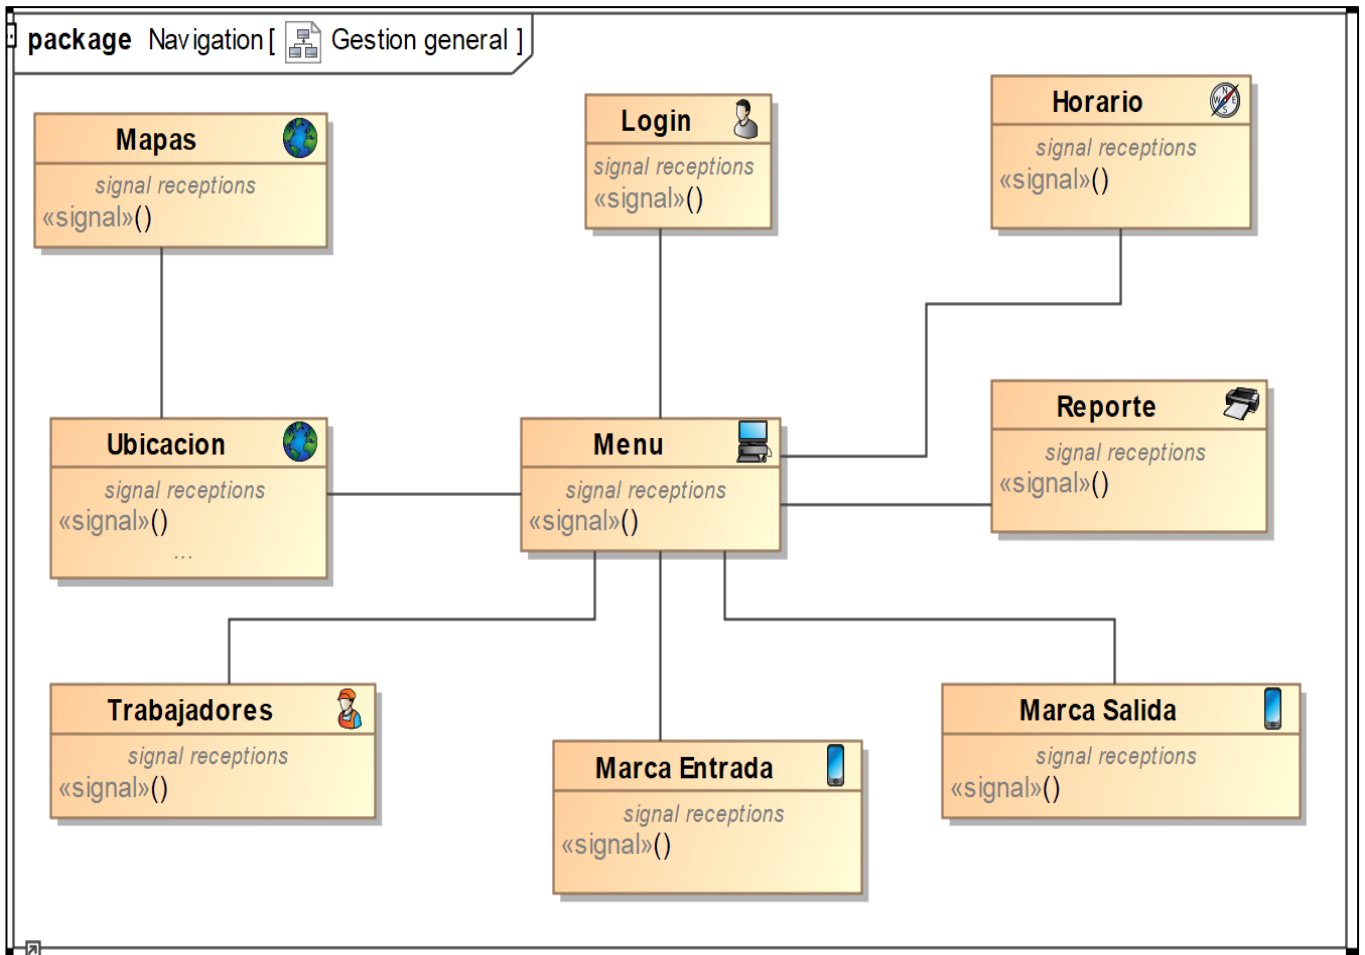 package Navigation [ Gestion general ]
Mapas
signal receptions
«signal»()
Login
signal receptions
«signal»()
Horario
N
W E
S
signal receptions
«signal»()
Ubicacion
signal receptions
«signal»()
...
Menu
signal receptions
«signal»()
Reporte
signal receptions
«signal»()
Trabajadores
signal receptions
«signal»()
Marca Entrada
signal receptions
«signal»()
Marca Salida
signal receptions
«signal»()